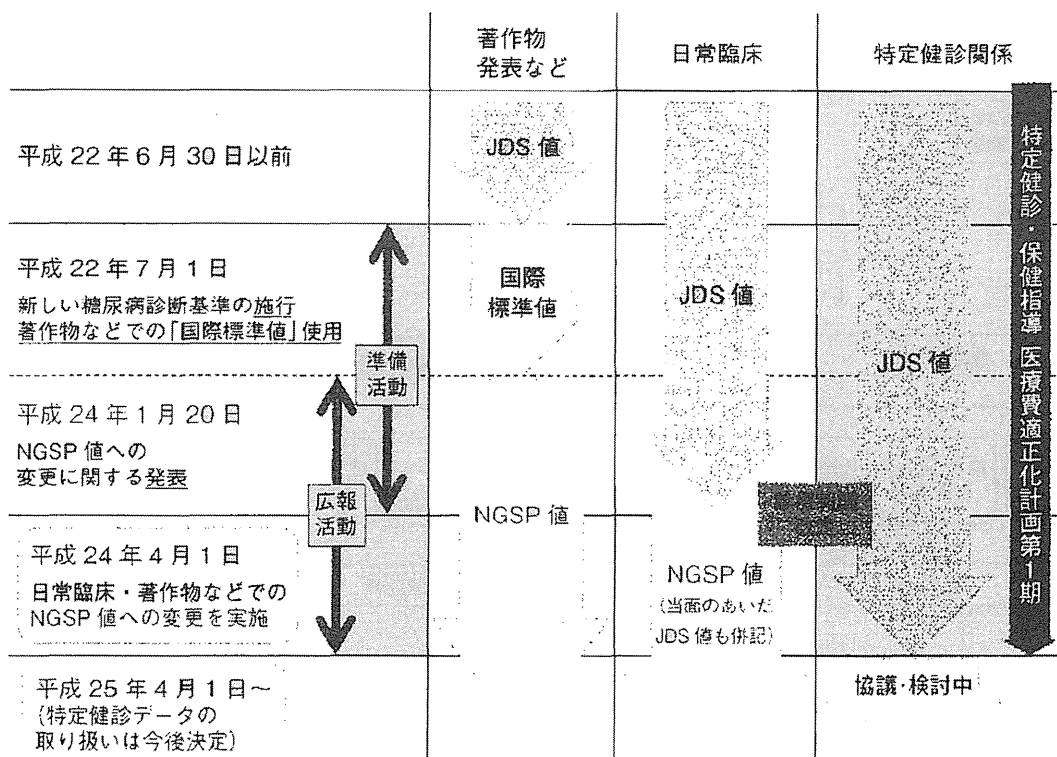 著作物
発表など
日常臨床
特定健診関係
平成 22 年 6 月 30 日以前
JDS 値
平成 22 年 7 月 1 日
新しい糖尿病診断基準の施行
著作物などでの「国際標準値」使用
国際
標準値
JDS 値
JDS 値
準備
活動
平成 24 年 1 月 20 日
NGSP 値への
変更に関する発表
広報
活動
NGSP 値
平成 24 年 4 月 1 日
日常臨床・著作物などでの
NGSP 値への変更を実施
NGSP 値
(当面のあいだ
JDS 値も併記)
特定健診・保健指導 医療費適正化計画第1期
平成 25 年 4 月 1 日~
(特定健診データの
取り扱いは今後決定)
協議・検討中